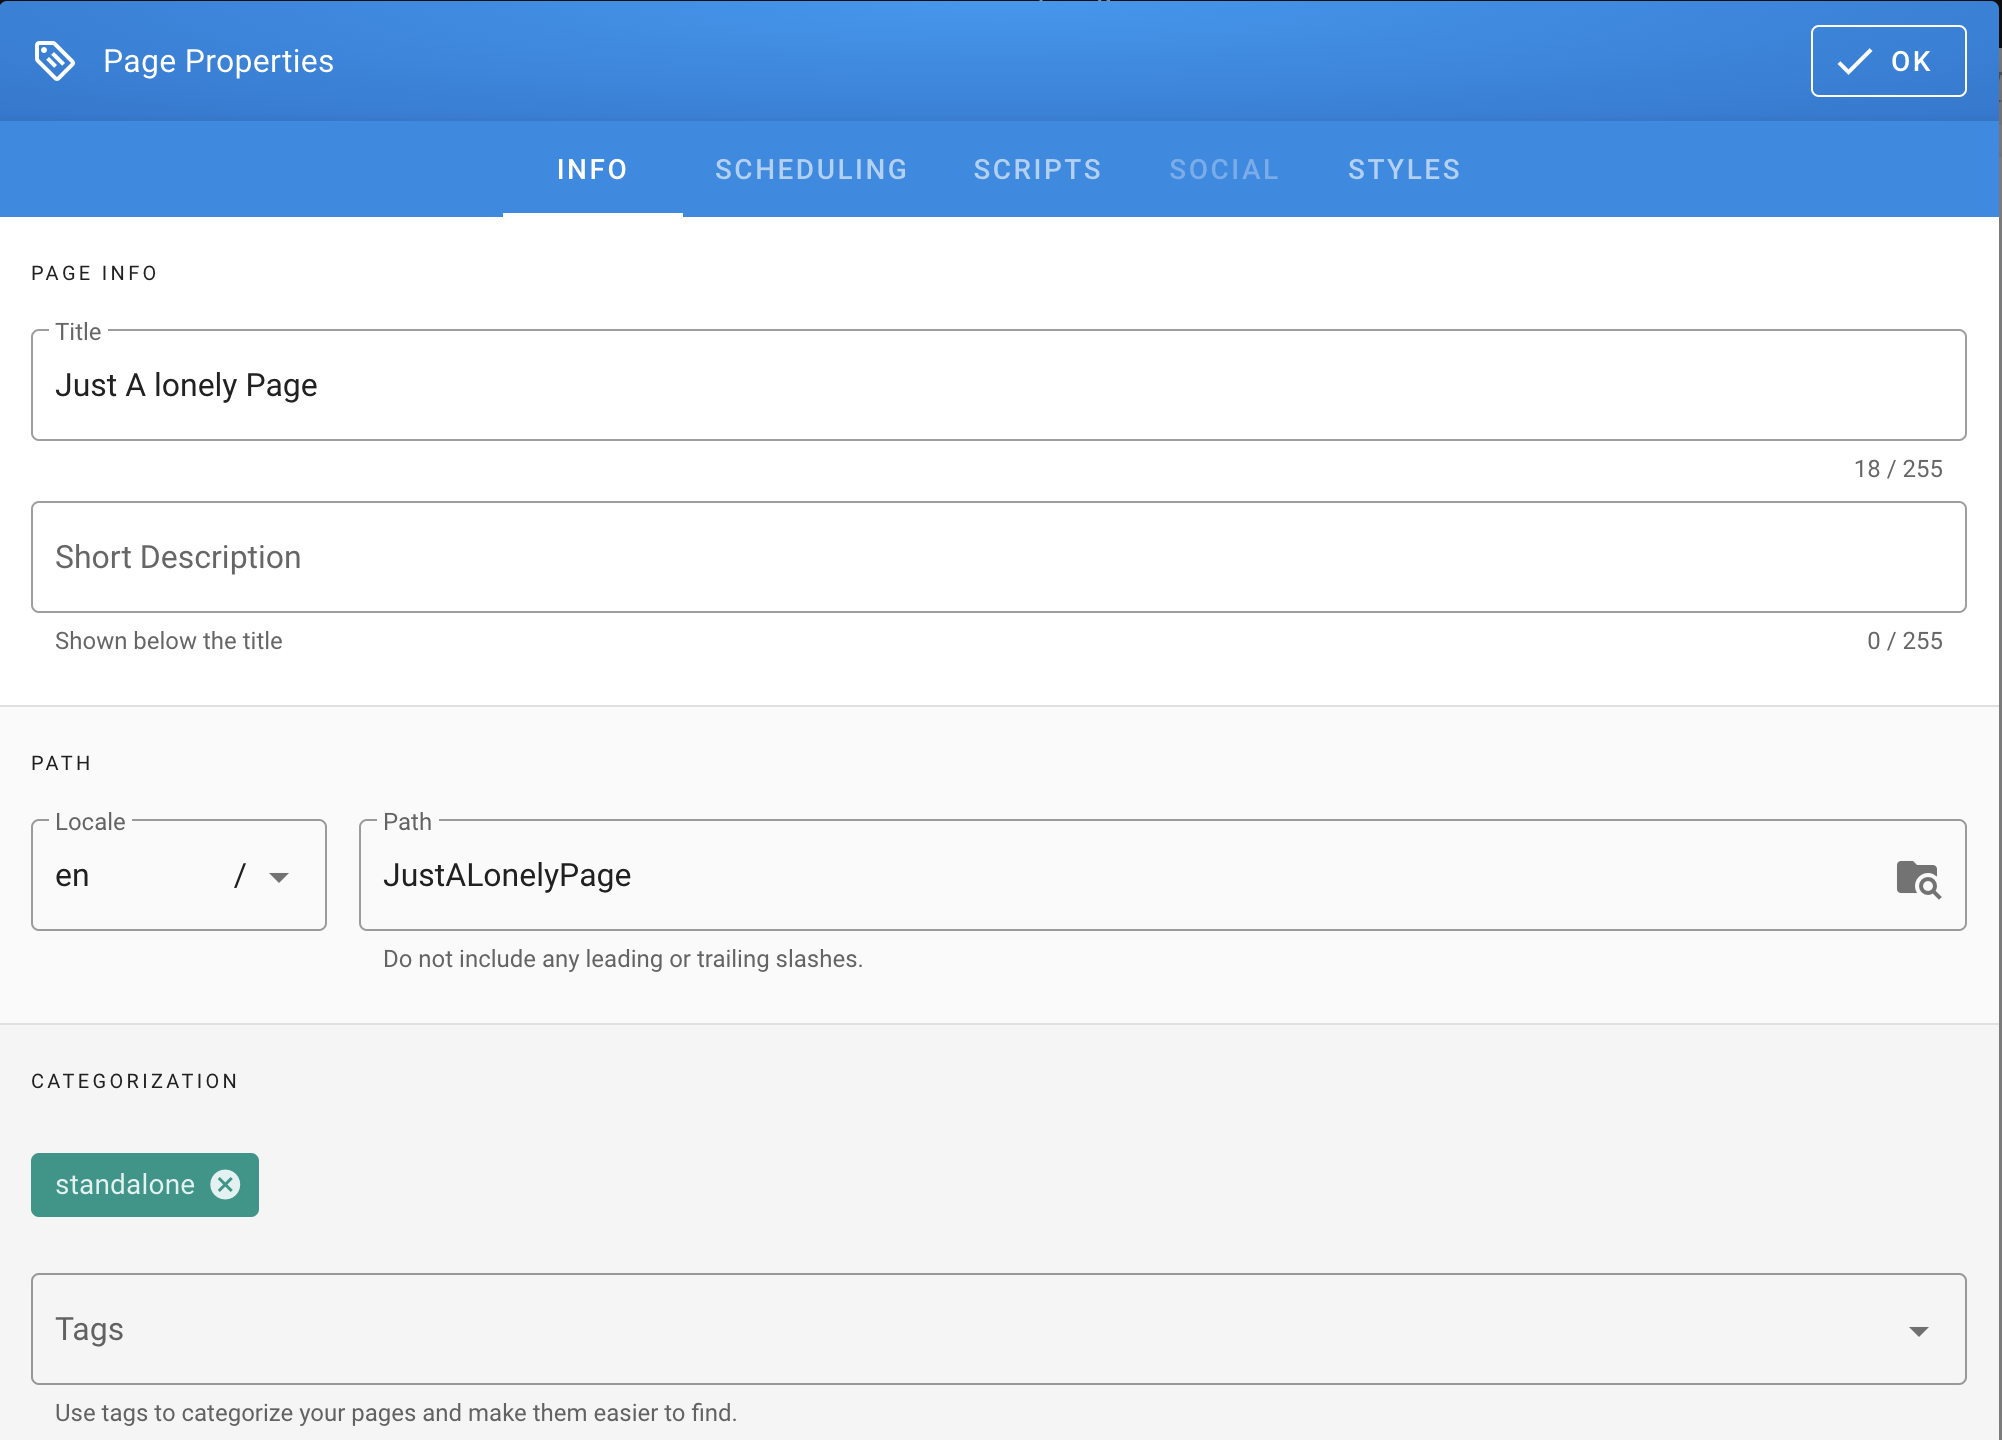 Page Properties
OK
INFO SCHEDULING SCRIPTS SOCIAL STYLES
PAGE INFO
Title
Just A lonely Page
18 / 255
Short Description
Shown below the title
0 / 255
PATH
Locale
en /
Path
JustALonelyPage
Do not include any leading or trailing slashes.
CATEGORIZATION
standalone
Tags
Use tags to categorize your pages and make them easier to find.